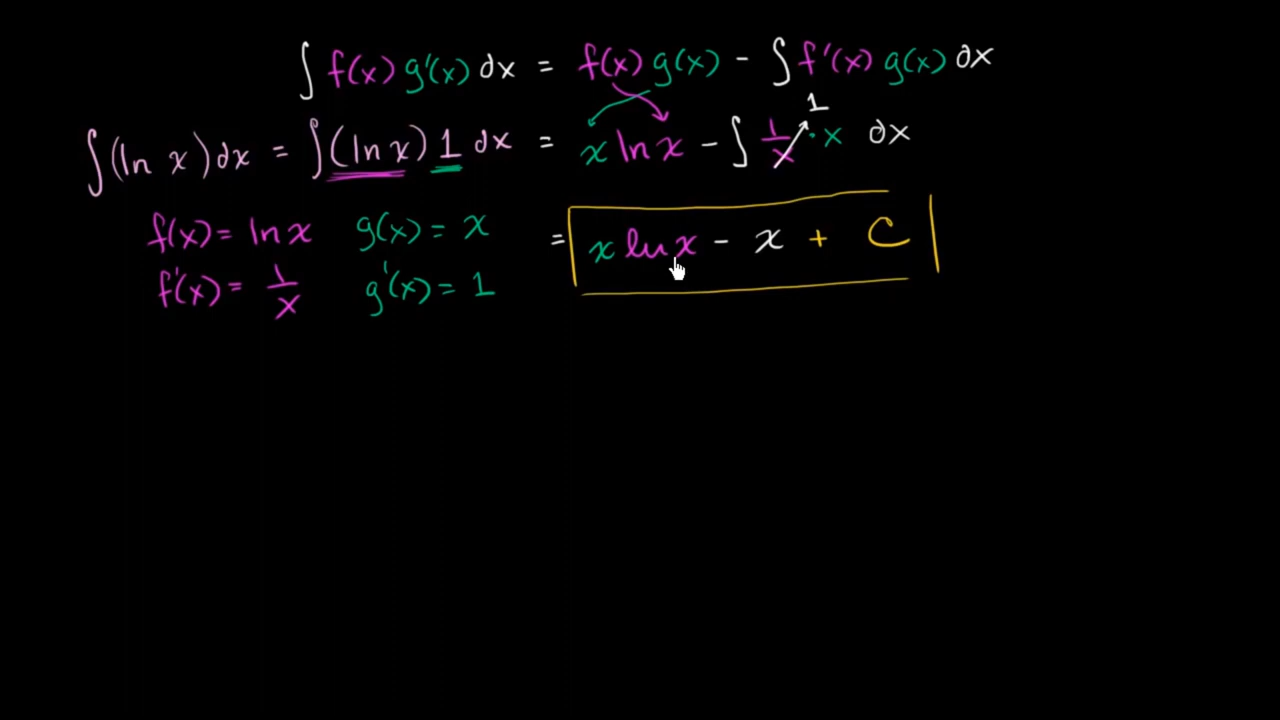 ∫ f(x) g'(x) dx = f(x) g(x) - ∫ f'(x) g(x) dx
∫(ln x)dx = ∫(ln x) 1 dx = x ln x - ∫ 1/x · x dx
1
f(x) = ln x g(x) = x = x ln x - x + C
f'(x) = 1/x g'(x) = 1